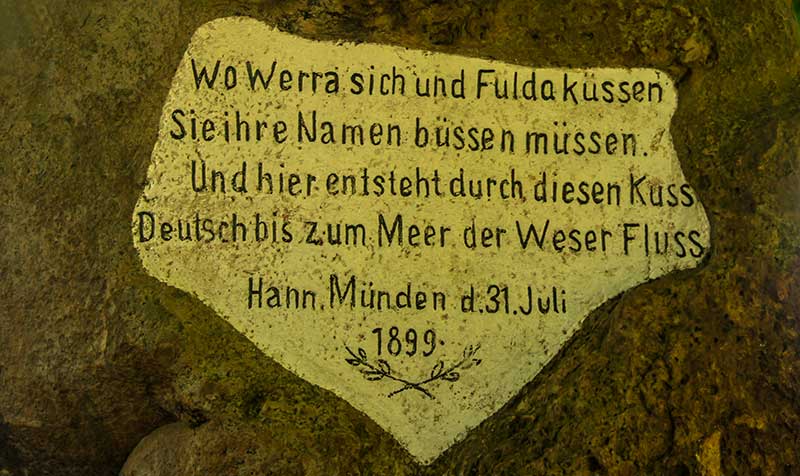 Wo Werra sich und Fulda küssen
Sie ihre Namen büssen müssen.
Und hier entsteht durch diesen Kuss
Deutsch bis zum Meer der Weser Fluss
Hann. Münden d. 31. Juli
1899.